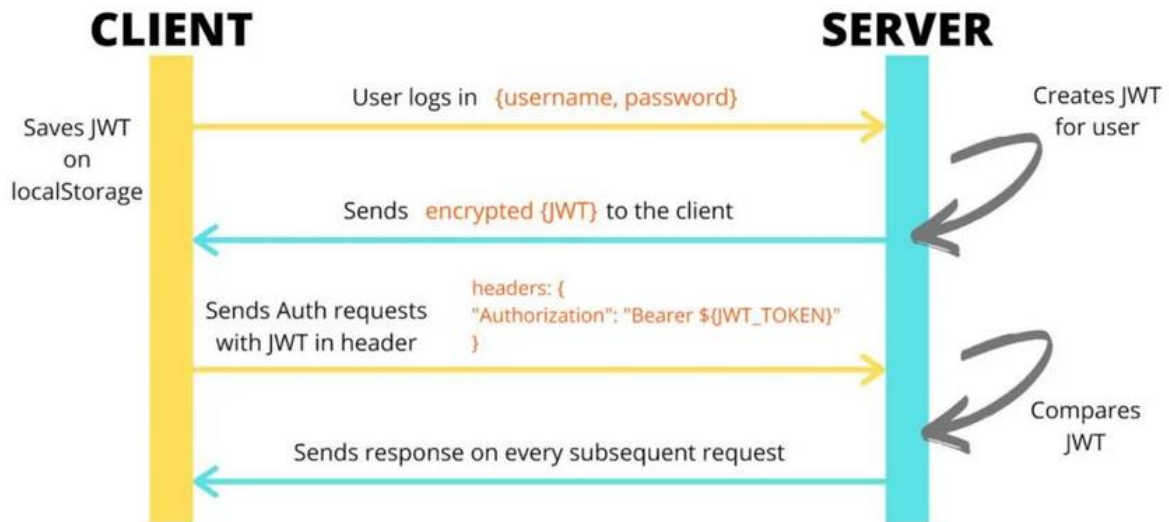 CLIENT
SERVER
User logs in {username, password}
Creates JWT
for user
Saves JWT
on
localStorage
Sends encrypted {JWT} to the client
Sends Auth requests
with JWT in header
headers: {
"Authorization": "Bearer ${JWT_TOKEN}"
}
Compares
JWT
Sends response on every subsequent request